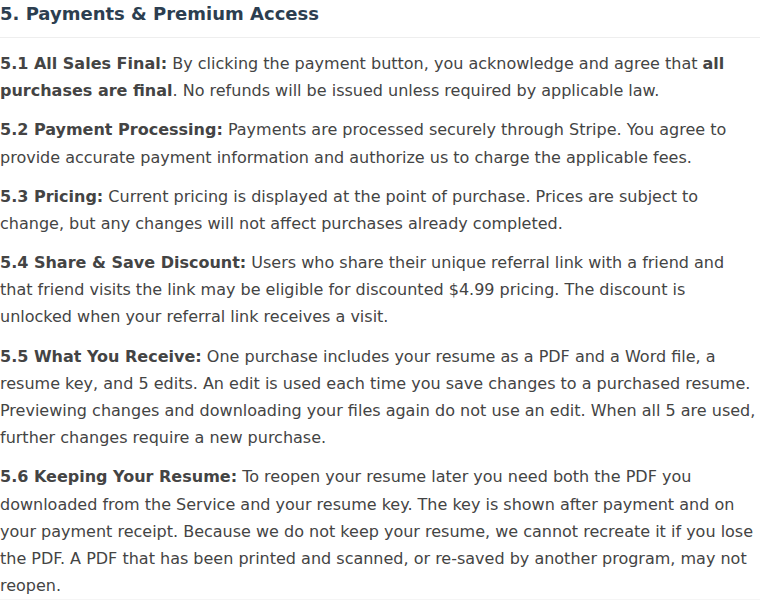 5. Payments & Premium Access
5.1 All Sales Final: By clicking the payment button, you acknowledge and agree that all
purchases are final. No refunds will be issued unless required by applicable law.
5.2 Payment Processing: Payments are processed securely through Stripe. You agree to
provide accurate payment information and authorize us to charge the applicable fees.
5.3 Pricing: Current pricing is displayed at the point of purchase. Prices are subject to
change, but any changes will not affect purchases already completed.
5.4 Share & Save Discount: Users who share their unique referral link with a friend and
that friend visits the link may be eligible for discounted $4.99 pricing. The discount is
unlocked when your referral link receives a visit.
5.5 What You Receive: One purchase includes your resume as a PDF and a Word file, a
resume key, and 5 edits. An edit is used each time you save changes to a purchased resume.
Previewing changes and downloading your files again do not use an edit. When all 5 are used,
further changes require a new purchase.
5.6 Keeping Your Resume: To reopen your resume later you need both the PDF you
downloaded from the Service and your resume key. The key is shown after payment and on
your payment receipt. Because we do not keep your resume, we cannot recreate it if you lose
the PDF. A PDF that has been printed and scanned, or re-saved by another program, may not
reopen.